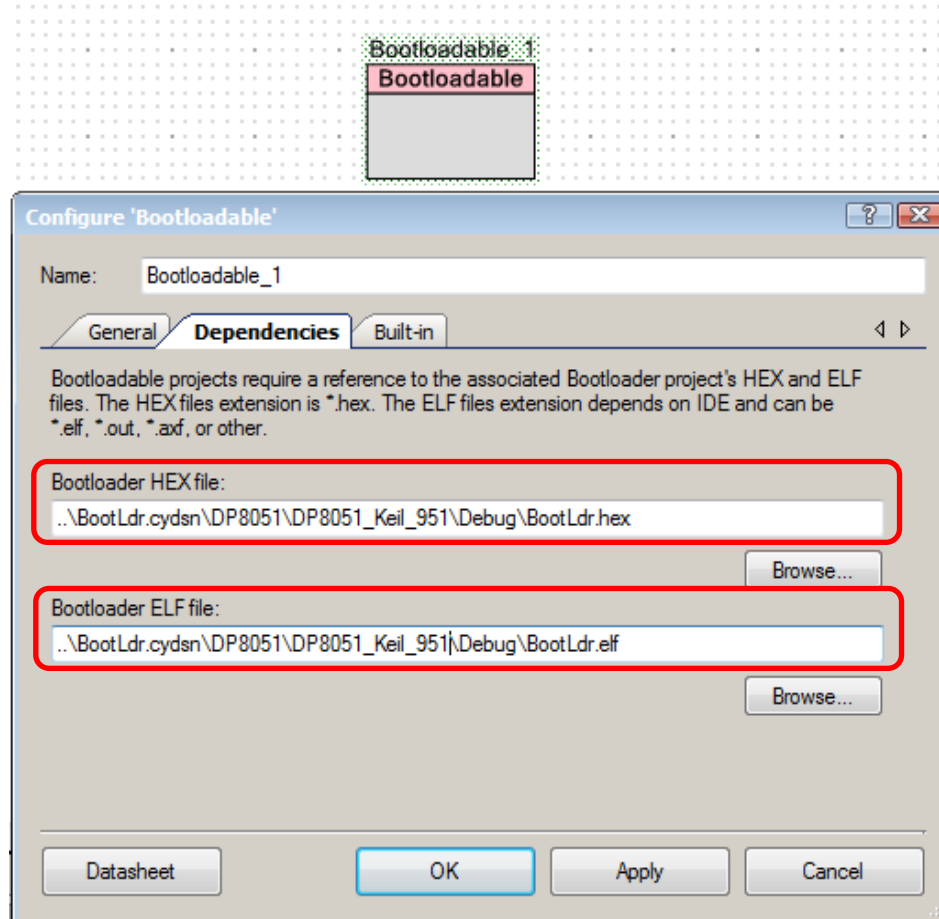 Bootloadable_1
Bootloadable
Configure 'Bootloadable'
Name: Bootloadable_1
General Dependencies Built-in
Bootloadable projects require a reference to the associated Bootloader project's HEX and ELF
files. The HEX files extension is *.hex. The ELF files extension depends on IDE and can be
*.elf, *.out, *.axf, or other.
Bootloader HEX file:
..\BootLdr.cydsn\DP8051\DP8051_Keil_951\Debug\BootLdr.hex
Browse...
Bootloader ELF file:
..\BootLdr.cydsn\DP8051\DP8051_Keil_951\Debug\BootLdr.elf
Browse...
Datasheet OK Apply Cancel